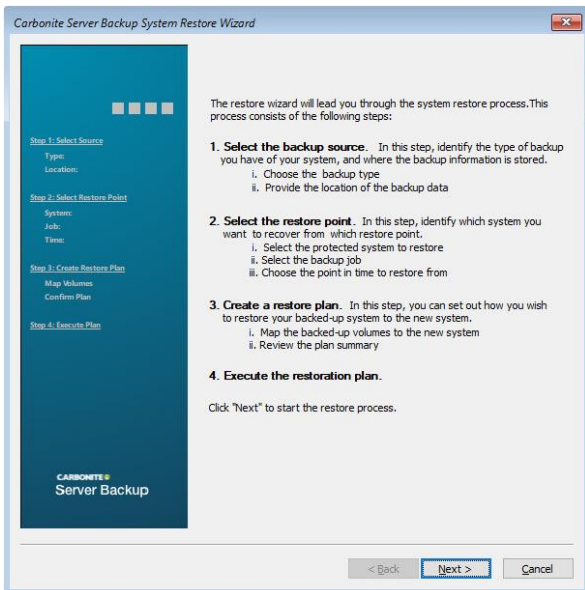 Carbonite Server Backup System Restore Wizard
Step 1: Select Source
Type:
Location:
Step 2: Select Restore Point
System:
Job:
Time:
Step 3: Create Restore Plan
Map Volumes
Confirm Plan
Step 4: Execute Plan
CARBONITE
Server Backup
The restore wizard will lead you through the system restore process.This
process consists of the following steps:
1. Select the backup source. In this step, identify the type of backup
you have of your system, and where the backup information is stored.
i. Choose the backup type
ii. Provide the location of the backup data
2. Select the restore point. In this step, identify which system you
want to recover from which restore point.
i. Select the protected system to restore
ii. Select the backup job
iii. Choose the point in time to restore from
3. Create a restore plan. In this step, you can set out how you wish
to restore your backed-up system to the new system.
i. Map the backed-up volumes to the new system
ii. Review the plan summary
4. Execute the restoration plan.
Click "Next" to start the restore process.
< Back Next > Cancel